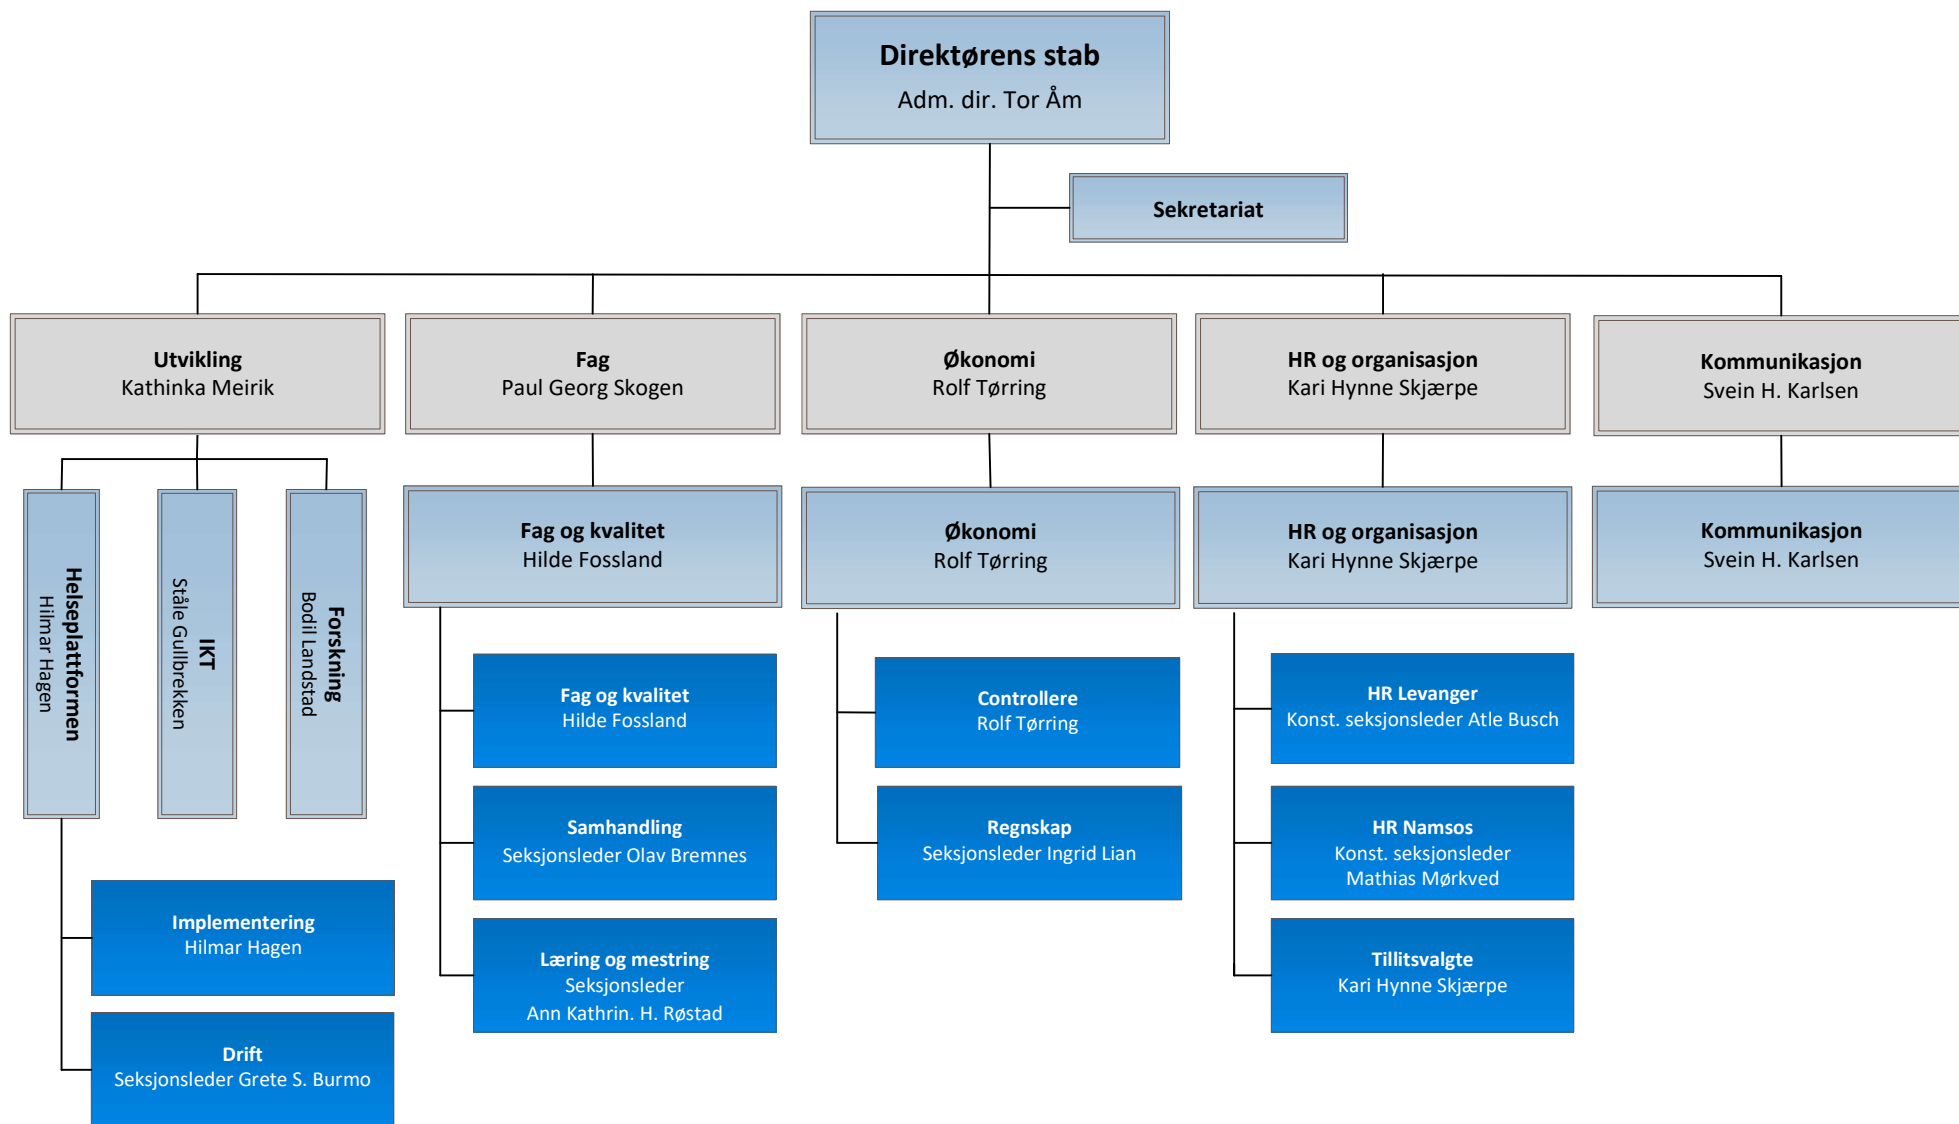 Direktørens stab
Adm. dir. Tor Åm
Sekretariat
Utvikling
Kathinka Meirik
Fag
Paul Georg Skogen
Økonomi
Rolf Tørring
HR og organisasjon
Kari Hynne Skjærpe
Kommunikasjon
Svein H. Karlsen
Helseplattformen
Hilmar Hagen
IKT
Ståle Gullbrekken
Forskning
Bodil Landstad
Fag og kvalitet
Hilde Fossland
Økonomi
Rolf Tørring
HR og organisasjon
Kari Hynne Skjærpe
Kommunikasjon
Svein H. Karlsen
Implementering
Hilmar Hagen
Drift
Seksjonsleder Grete S. Burmo
Fag og kvalitet
Hilde Fossland
Samhandling
Seksjonsleder Olav Bremnes
Læring og mestring
Seksjonsleder
Ann Kathrin. H. Røstad
Controllere
Rolf Tørring
Regnskap
Seksjonsleder Ingrid Lian
HR Levanger
Konst. seksjonsleder Atle Busch
HR Namsos
Konst. seksjonsleder
Mathias Mørkved
Tillitsvalgte
Kari Hynne Skjærpe